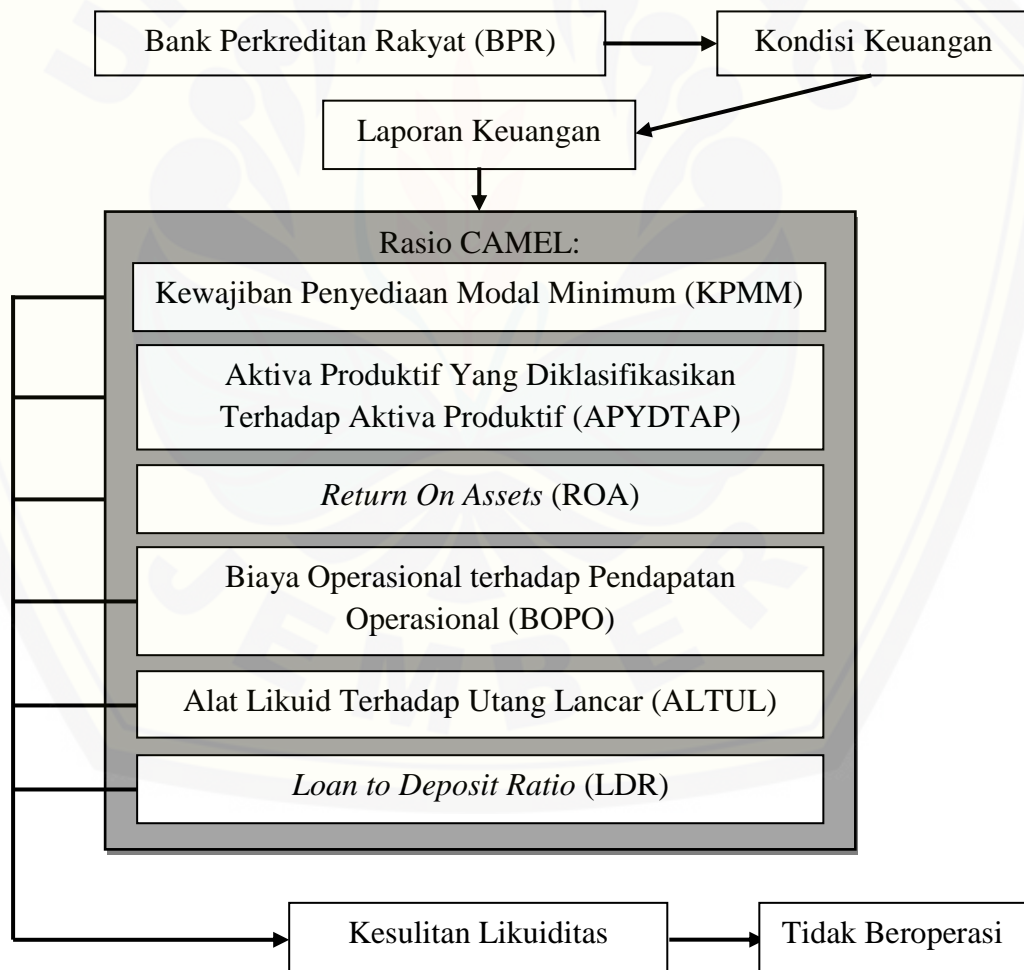 Bank Perkreditan Rakyat (BPR)
Kondisi Keuangan
Laporan Keuangan
Rasio CAMEL:
Kewajiban Penyediaan Modal Minimum (KPMM)
Aktiva Produktif Yang Diklasifikasikan
Terhadap Aktiva Produktif (APYDTAP)
Return On Assets (ROA)
Biaya Operasional terhadap Pendapatan
Operasional (BOPO)
Alat Likuid Terhadap Utang Lancar (ALTUL)
Loan to Deposit Ratio (LDR)
Kesulitan Likuiditas
Tidak Beroperasi
JEMBER